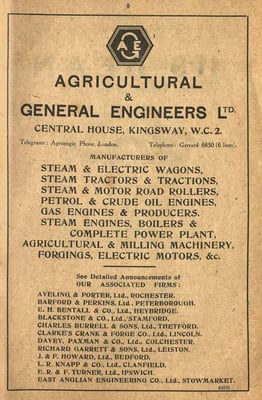 8
AGE
AGRICULTURAL
&
GENERAL ENGINEERS LTD.
CENTRAL HOUSE, KINGSWAY, W.C. 2.
Telegrams: Agrongie Phone, London. Telephone: Gerrard 6850 (6 lines).
MANUFACTURERS OF
STEAM & ELECTRIC WAGONS,
STEAM TRACTORS & TRACTIONS,
STEAM & MOTOR ROAD ROLLERS,
PETROL & CRUDE OIL ENGINES,
GAS ENGINES & PRODUCERS.
STEAM ENGINES, BOILERS &
COMPLETE POWER PLANT,
AGRICULTURAL & MILLING MACHINERY,
FORGINGS, ELECTRIC MOTORS, &c.
See Detailed Announcements of
OUR ASSOCIATED FIRMS:
AVELING & PORTER, Ltd., ROCHESTER.
BARFORD & PERKINS, Ltd., PETERBOROUGH.
E. H. BENTALL & CO., Ltd., HEYBRIDGE.
BLACKSTONE & CO., Ltd., STAMFORD.
CHARLES BURRELL & SONS, Ltd., THETFORD.
CLARKE'S CRANK & FORGE CO., Ltd., LINCOLN.
DAVEY, PAXMAN & CO., Ltd., COLCHESTER.
RICHARD GARRETT & SONS, Ltd., LEISTON.
J. & F. HOWARD, Ltd., BEDFORD.
L. R. KNAPP & CO., Ltd., CLANFIELD.
E. R. & F. TURNER, Ltd., IPSWICH.
EAST ANGLIAN ENGINEERING CO., Ltd., STOWMARKET.